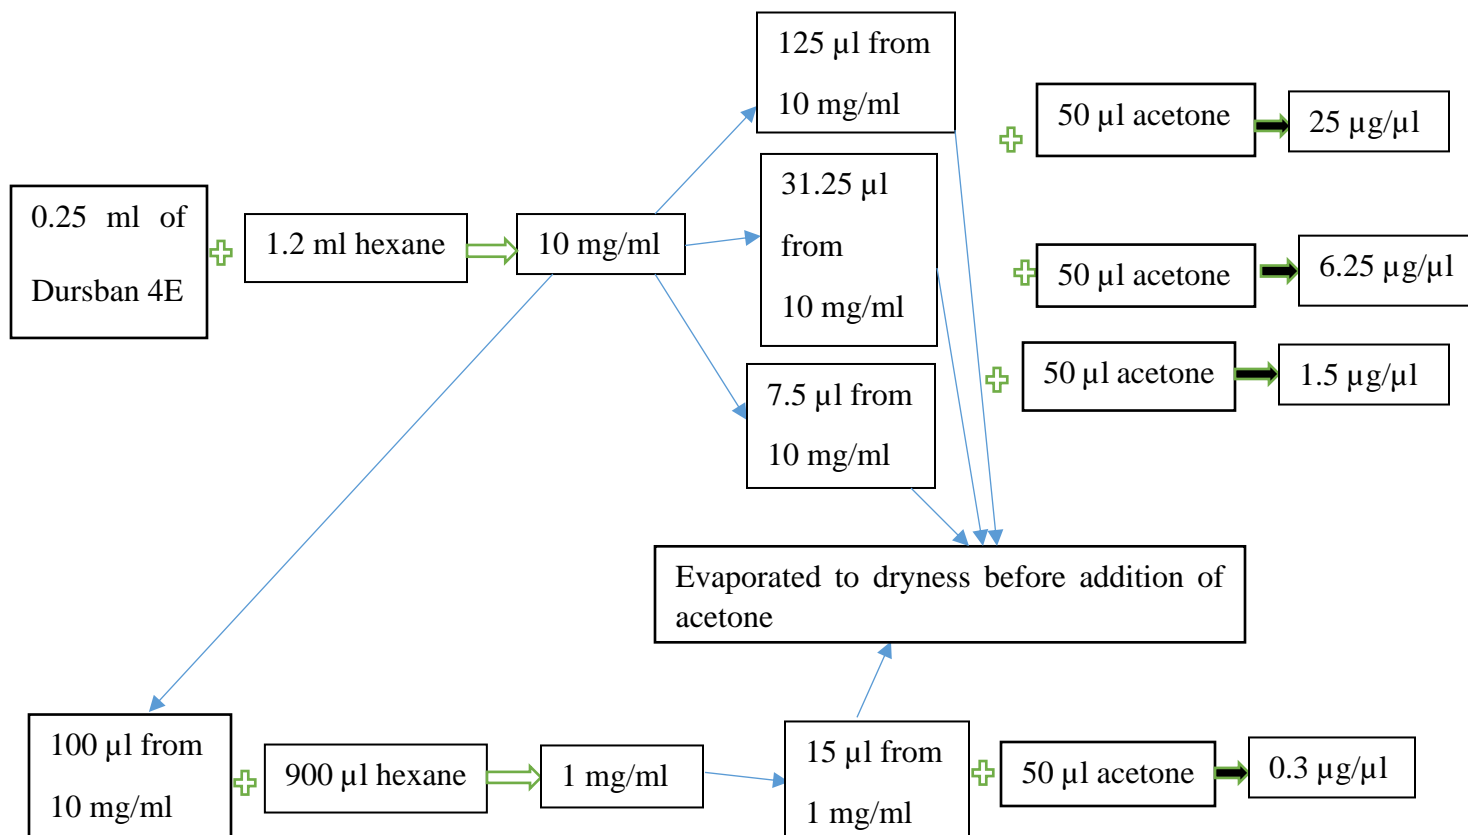 125 µl from
10 mg/ml
50 µl acetone
25 µg/µl
31.25 µl
from
10 mg/ml
0.25 ml of
Dursban 4E
1.2 ml hexane
10 mg/ml
50 µl acetone
6.25 µg/µl
7.5 µl from
10 mg/ml
50 µl acetone
1.5 µg/µl
Evaporated to dryness before addition of
acetone
100 µl from
10 mg/ml
900 µl hexane
1 mg/ml
15 µl from
1 mg/ml
50 µl acetone
0.3 µg/µl